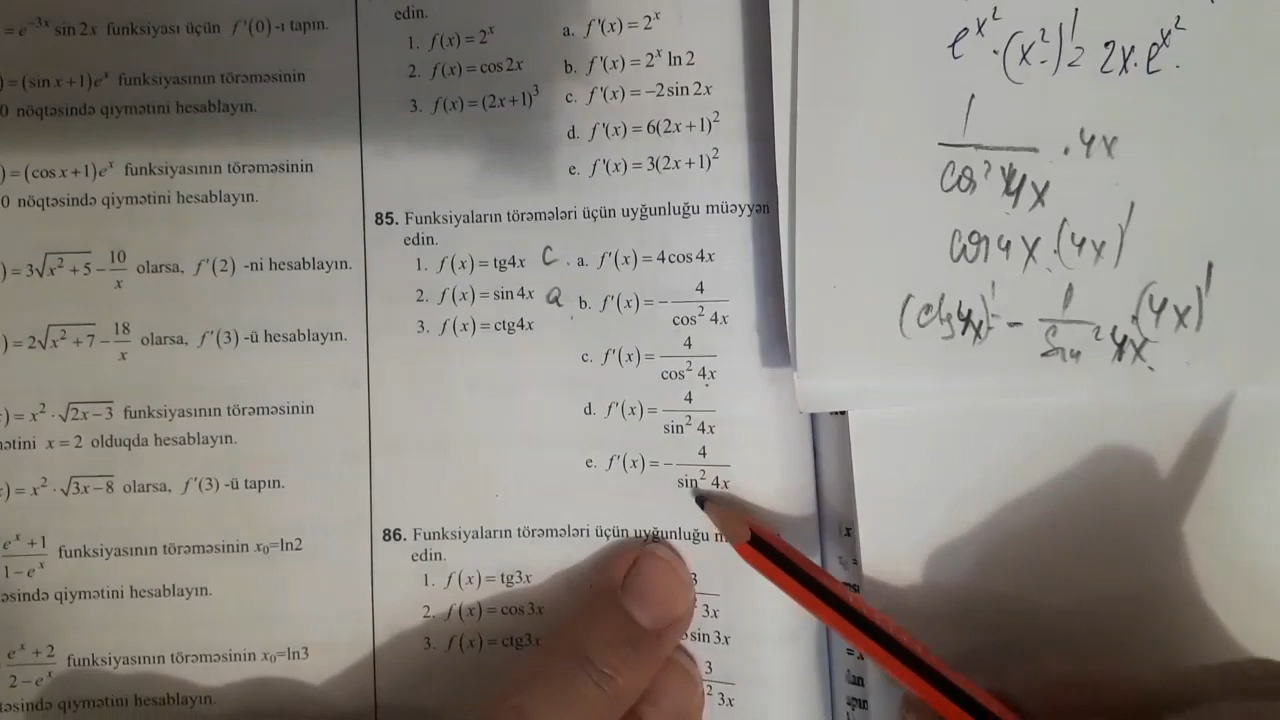 = e^{-3x} sin 2x funksiyası üçün f'(0)-ı tapın.
) = (sin x + 1)e^x funksiyasının törəməsinin
0 nöqtəsində qiymətini hesablayın.
) = (cos x + 1)e^x funksiyasının törəməsinin
0 nöqtəsində qiymətini hesablayın.
) = 3√(x² + 5) − 10/x olarsa, f'(2) -ni hesablayın.
) = 2√(x² + 7) − 18/x olarsa, f'(3) -ü hesablayın.
) = x² · √(2x − 3) funksiyasının törəməsinin
x = 2 olduqda hesablayın.
) = x² · √(3x − 8) olarsa, f'(3) -ü tapın.
(e^x + 1)/(1 − e^x) funksiyasının törəməsinin x₀=ln2
qiymətini hesablayın.
(e^x + 2)/(2 − e^x) funksiyasının törəməsinin x₀=ln3
qiymətini hesablayın.
edin.
1. f(x) = 2^x a. f'(x) = 2^x
2. f(x) = cos 2x b. f'(x) = 2^x ln 2
3. f(x) = (2x + 1)³ c. f'(x) = −2 sin 2x
d. f'(x) = 6(2x + 1)²
e. f'(x) = 3(2x + 1)²
85. Funksiyaların törəmələri üçün uyğunluğu müəyyən
edin.
1. f(x) = tg4x C a. f'(x) = 4 cos 4x
2. f(x) = sin 4x a b. f'(x) = − 4/cos² 4x
3. f(x) = ctg4x
c. f'(x) = 4/cos² 4x
d. f'(x) = 4/sin² 4x
e. f'(x) = − 4/sin² 4x
86. Funksiyaların törəmələri üçün uyğunluğu
edin.
1. f(x) = tg3x
2. f(x) = cos 3x
3. f(x) = ctg3x
3
3x
sin 3x
3
² 3x
e^{x²} · (x²)' = 2x · e^{x²}
1/cos² 4x · 4x
cos 4x · (4x)'
(ctg4x)' = − 1/Sin² 4x · (4x)'